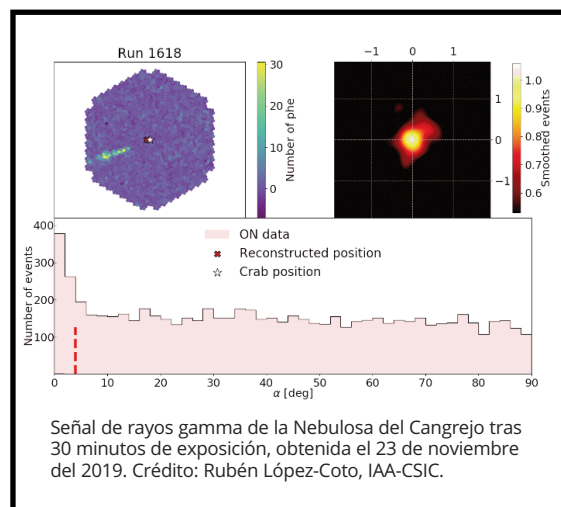 Run 1618
30
20
10
0
Number of phe
−1 0 1
1
0
−1
1.0
0.9
0.8
0.7
0.6
Smoothed events
400
300
200
100
Number of events
ON data
Reconstructed position
Crab position
0 10 20 30 40 50 60 70 80 90
α [deg]
Señal de rayos gamma de la Nebulosa del Cangrejo tras
30 minutos de exposición, obtenida el 23 de noviembre
del 2019. Crédito: Rubén López-Coto, IAA-CSIC.